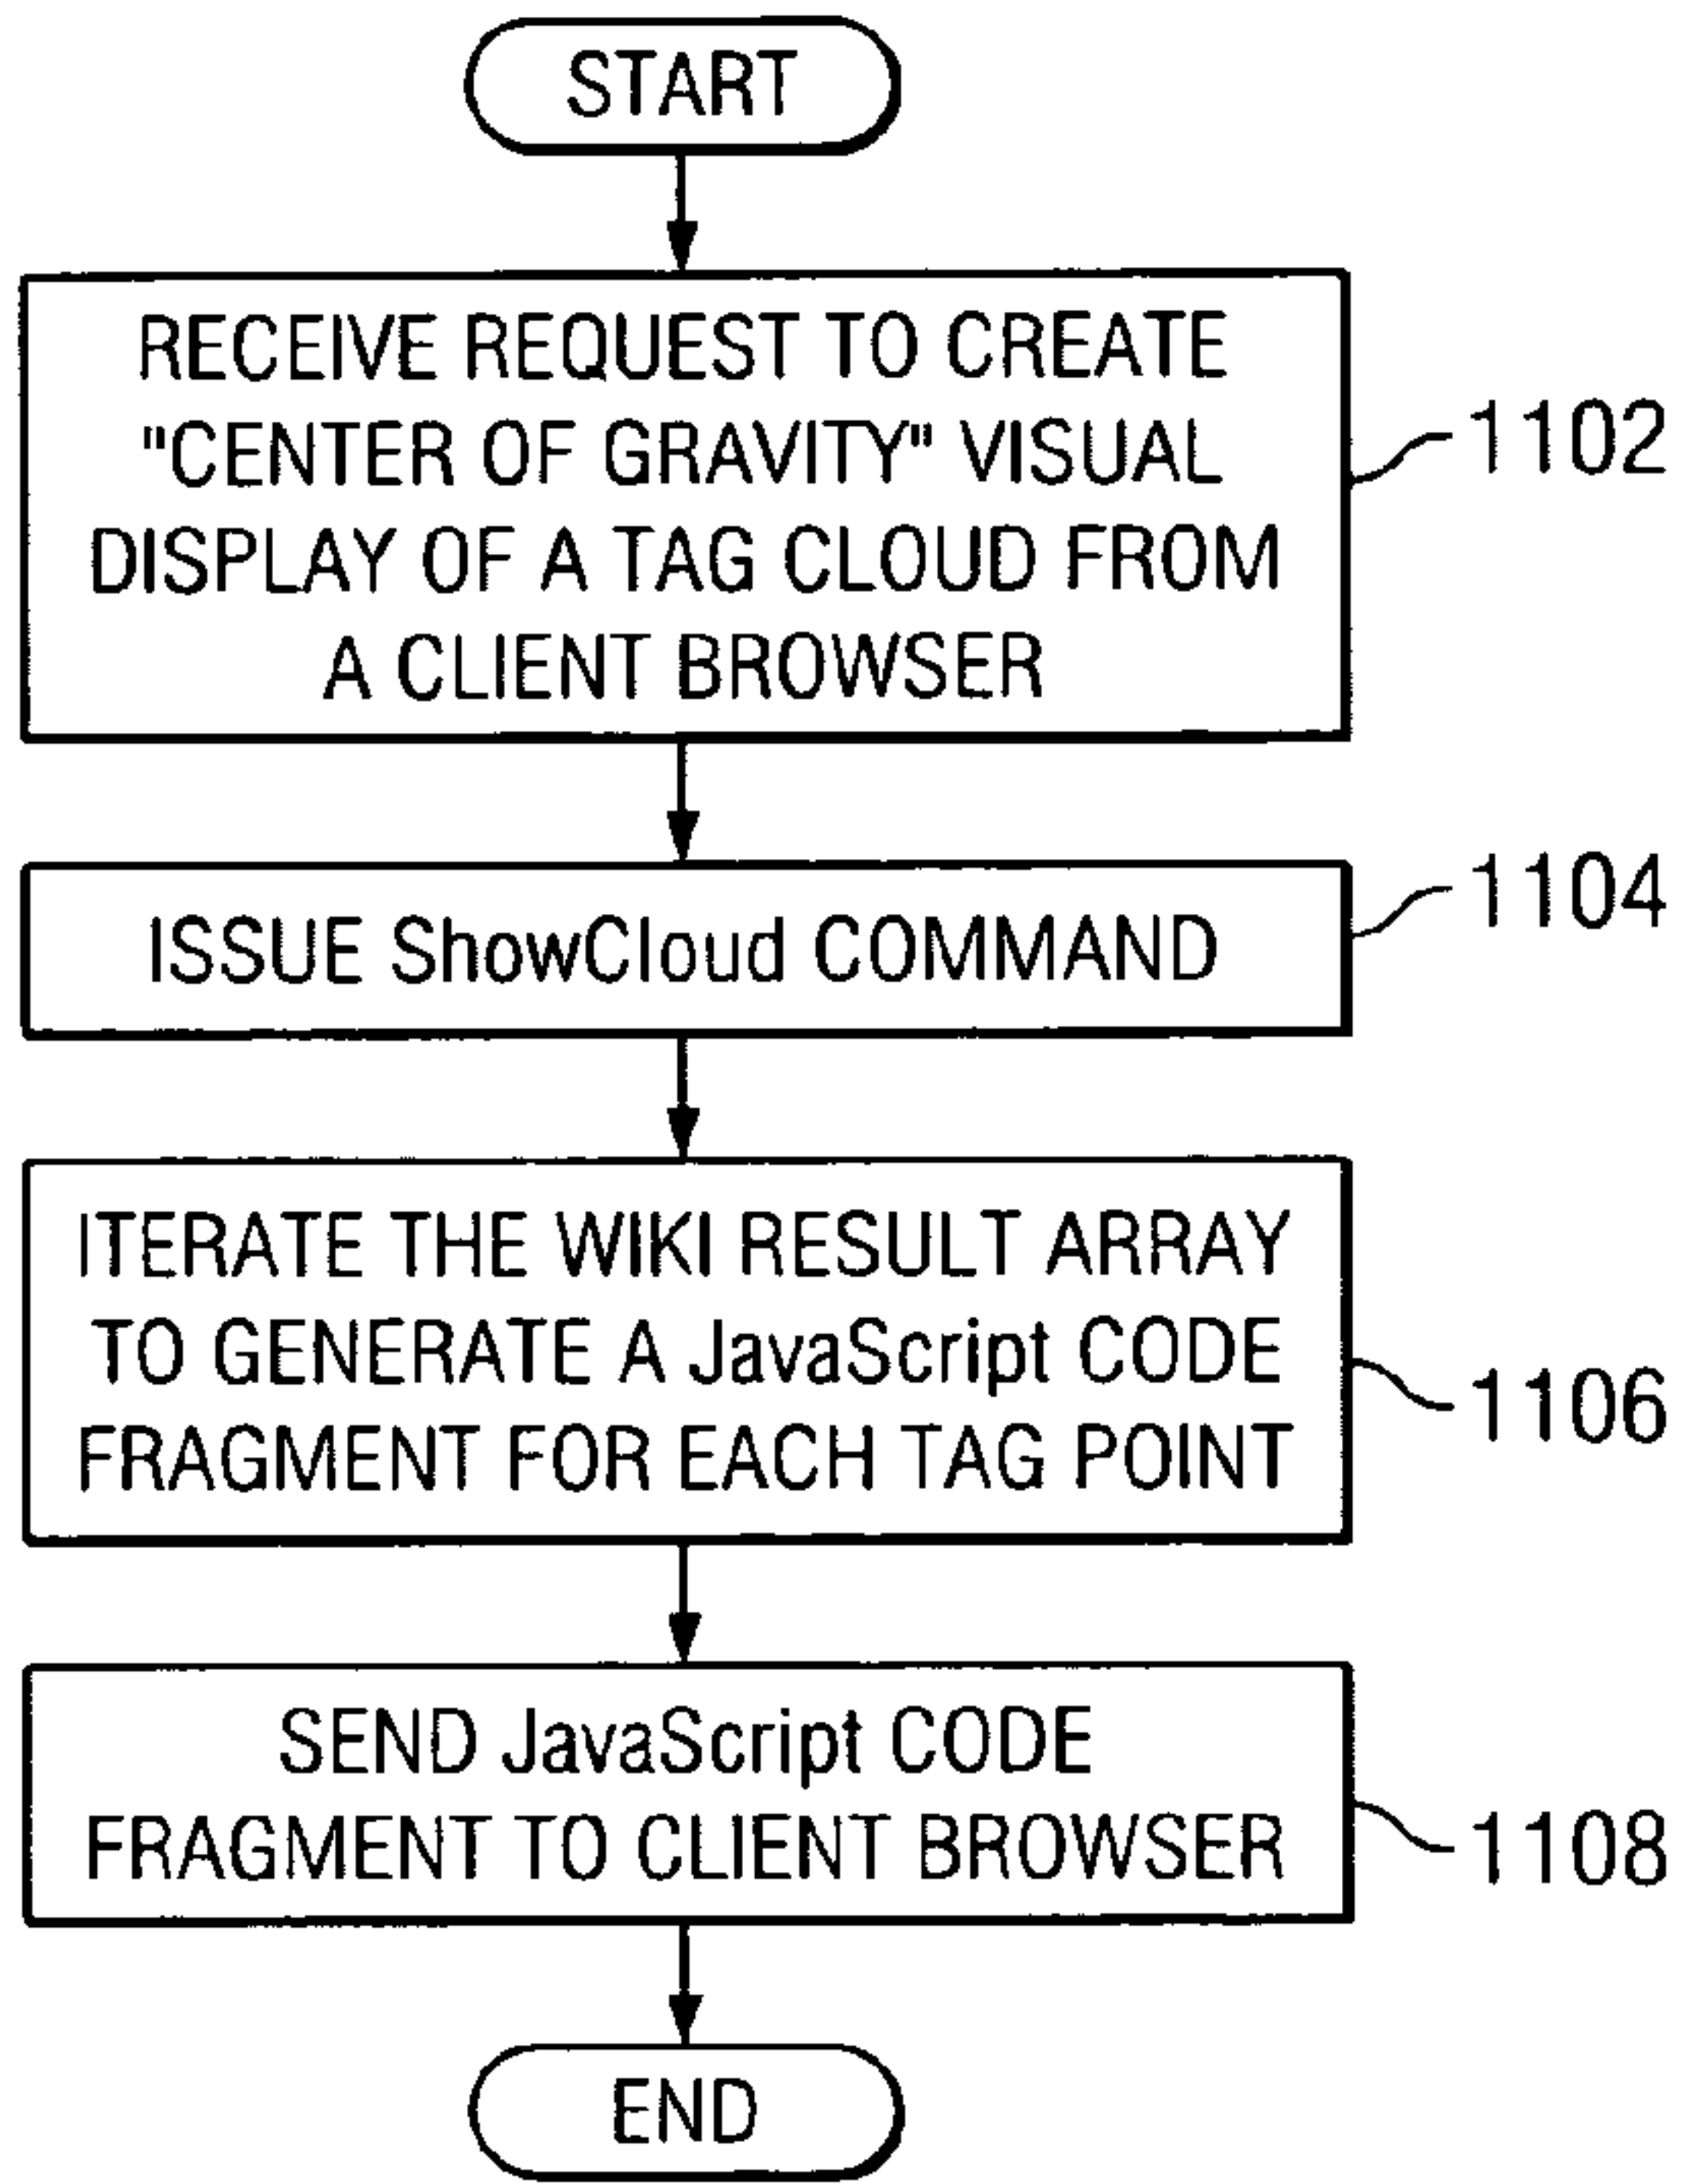 START
RECEIVE REQUEST TO CREATE
"CENTER OF GRAVITY" VISUAL
DISPLAY OF A TAG CLOUD FROM
A CLIENT BROWSER
1102
ISSUE ShowCloud COMMAND
1104
ITERATE THE WIKI RESULT ARRAY
TO GENERATE A JavaScript CODE
FRAGMENT FOR EACH TAG POINT
1106
SEND JavaScript CODE
FRAGMENT TO CLIENT BROWSER
1108
END